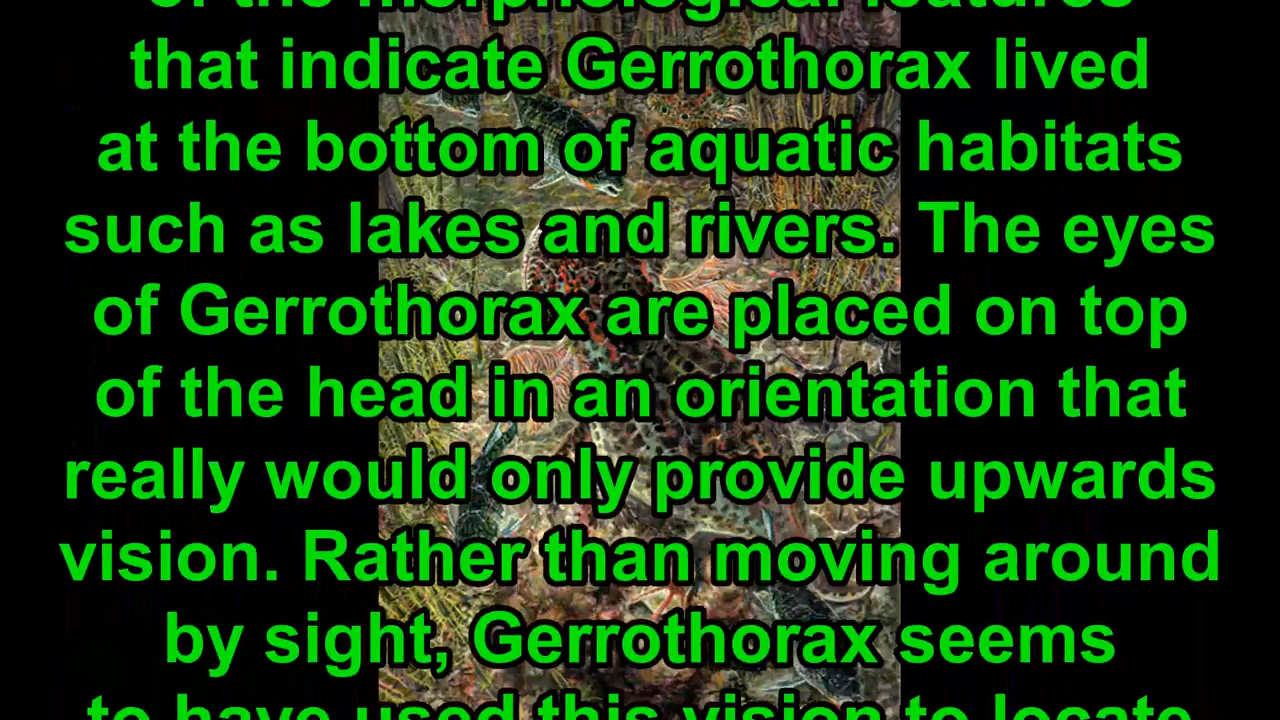 of the morphological features
that indicate Gerrothorax lived
at the bottom of aquatic habitats
such as lakes and rivers. The eyes
of Gerrothorax are placed on top
of the head in an orientation that
really would only provide upwards
vision. Rather than moving around
by sight, Gerrothorax seems
to have used this vision to locate